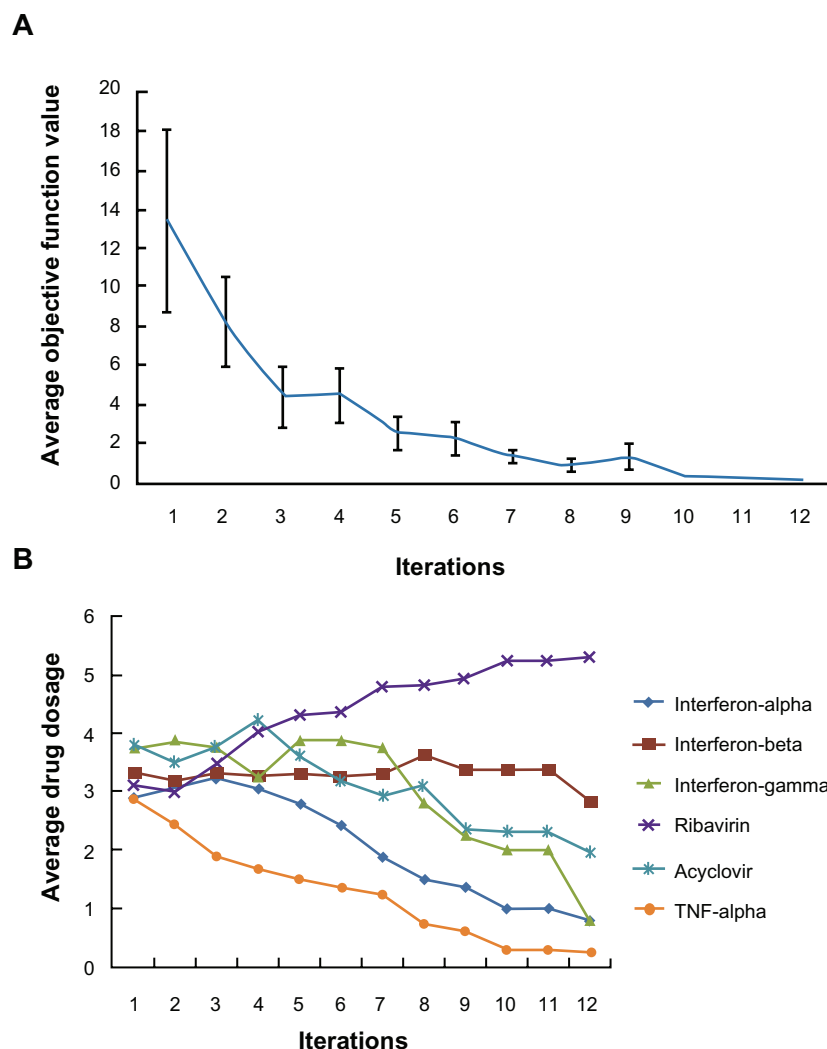 A
Average objective function value
20
18
16
14
12
10
8
6
4
2
0
1 2 3 4 5 6 7 8 9 10 11 12
Iterations
B
Average drug dosage
6
5
4
3
2
1
0
1 2 3 4 5 6 7 8 9 10 11 12
Iterations
Interferon-alpha
Interferon-beta
Interferon-gamma
Ribavirin
Acyclovir
TNF-alpha